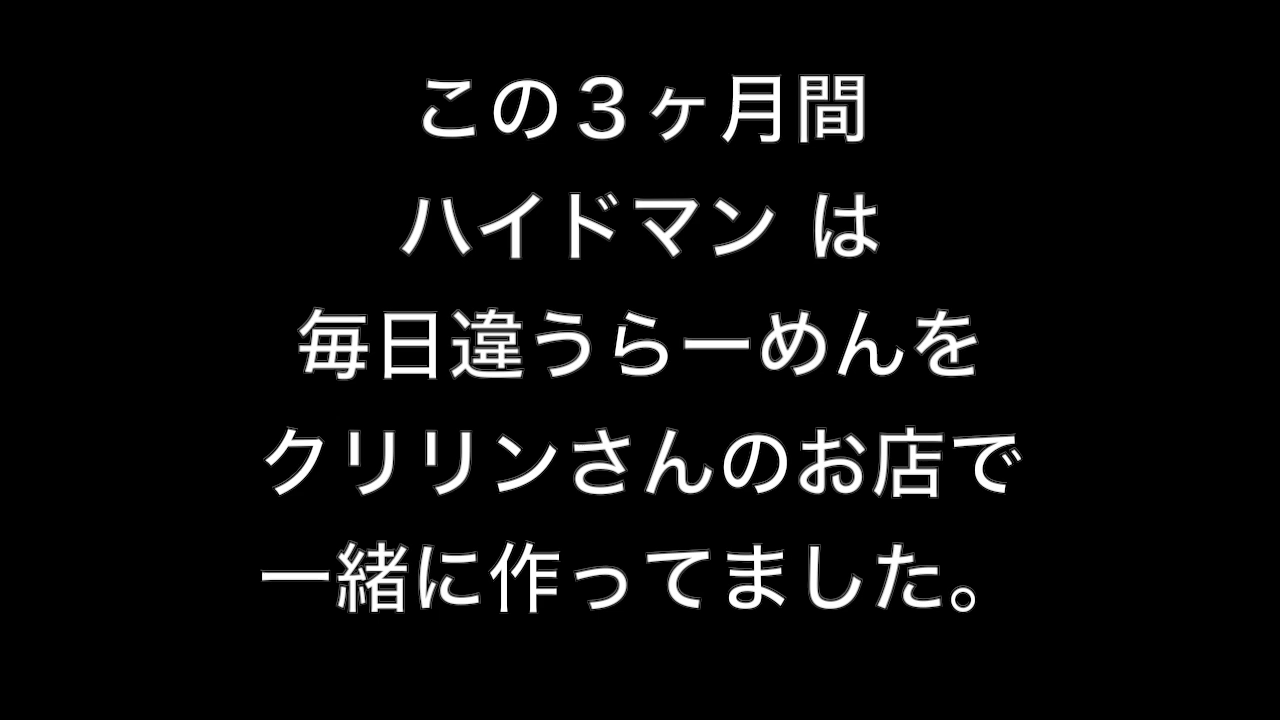 この３ヶ月間
ハイドマン は
毎日違うらーめんを
クリリンさんのお店で
一緒に作ってました。